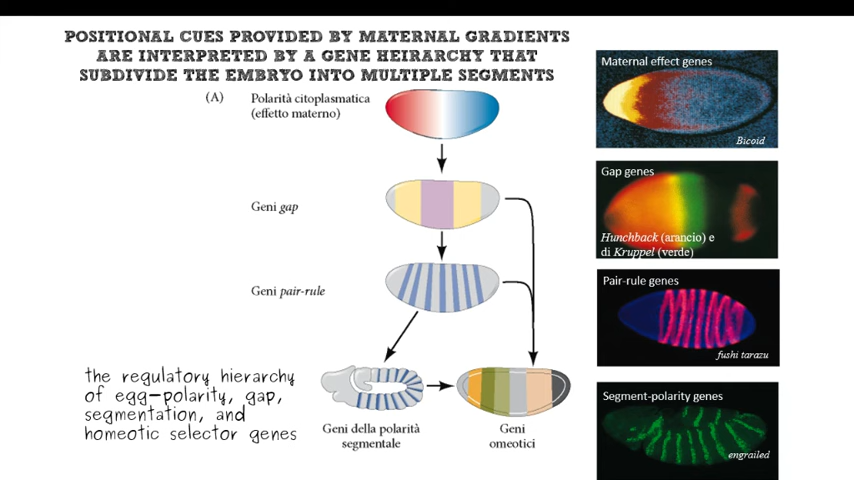 POSITIONAL CUES PROVIDED BY MATERNAL GRADIENTS
ARE INTERPRETED BY A GENE HEIRARCHY THAT
SUBDIVIDE THE EMBRYO INTO MULTIPLE SEGMENTS
(A)
Polarità citoplasmatica
(effetto materno)
Geni gap
Geni pair-rule
Geni della polarità
segmentale
Geni
omeotici
the regulatory hierarchy
of egg-polarity, gap,
segmentation, and
homeotic selector genes
Maternal effect genes
Bicoid
Gap genes
Hunchback (arancio) e
di Kruppel (verde)
Pair-rule genes
fushi tarazu
Segment-polarity genes
engrailed